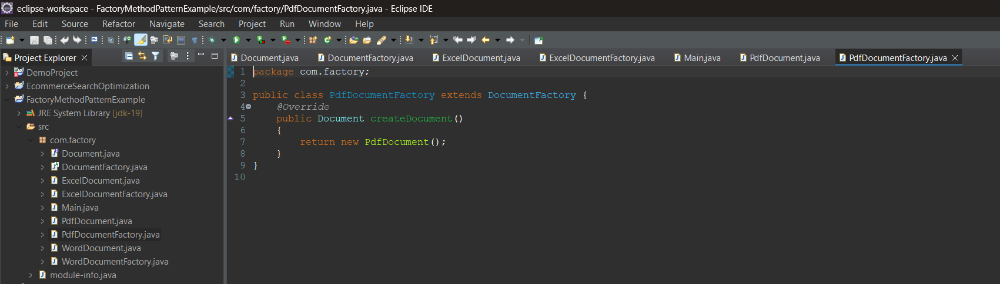 eclipse-workspace - FactoryMethodPatternExample/src/com/factory/PdfDocumentFactory.java - Eclipse IDE
File Edit Source Refactor Navigate Search Project Run Window Help
Project Explorer
DemoProject
EcommerceSearchOptimization
FactoryMethodPatternExample
JRE System Library [jdk-19]
src
com.factory
Document.java
DocumentFactory.java
ExcelDocument.java
ExcelDocumentFactory.java
Main.java
PdfDocument.java
PdfDocumentFactory.java
WordDocument.java
WordDocumentFactory.java
module-info.java
Document.java DocumentFactory.java ExcelDocument.java ExcelDocumentFactory.java Main.java PdfDocument.java PdfDocumentFactory.java
1 package com.factory;
2
3 public class PdfDocumentFactory extends DocumentFactory {
4 @Override
5 public Document createDocument()
6 {
7 return new PdfDocument();
8 }
9 }
10